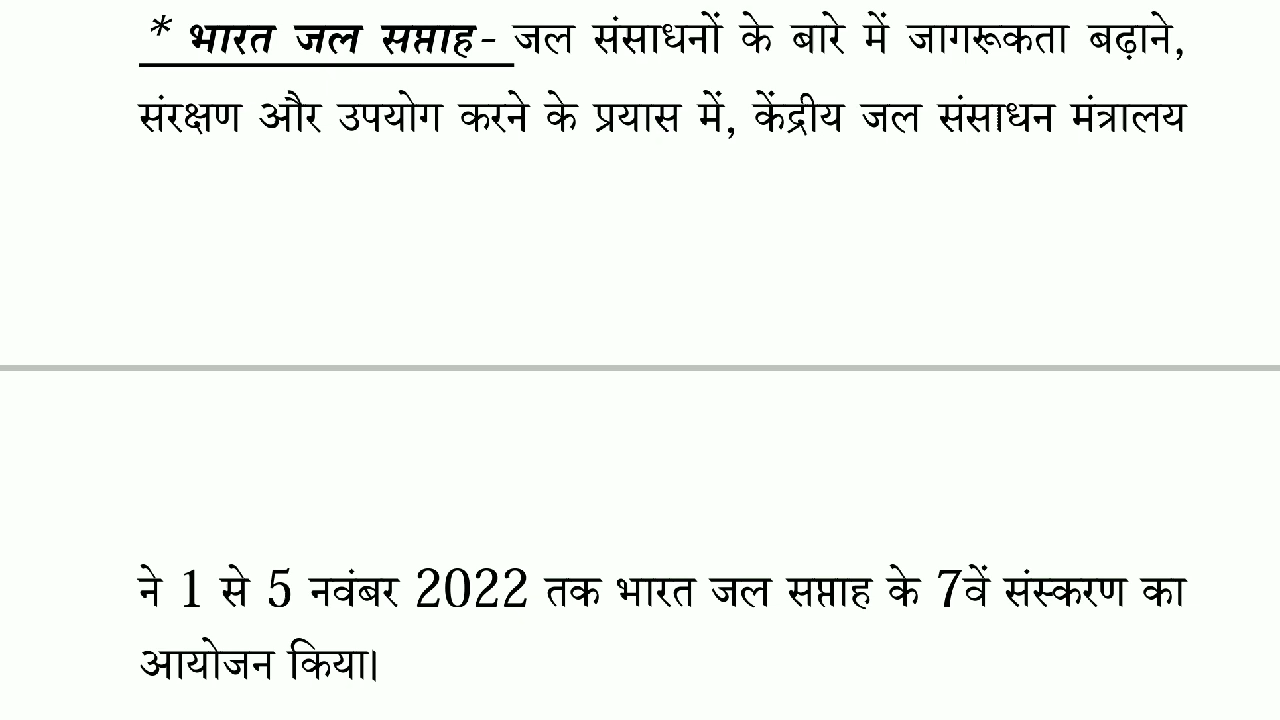 * भारत जल सप्ताह- जल संसाधनों के बारे में जागरूकता बढ़ाने,
संरक्षण और उपयोग करने के प्रयास में, केंद्रीय जल संसाधन मंत्रालय
ने 1 से 5 नवंबर 2022 तक भारत जल सप्ताह के 7वें संस्करण का
आयोजन किया।